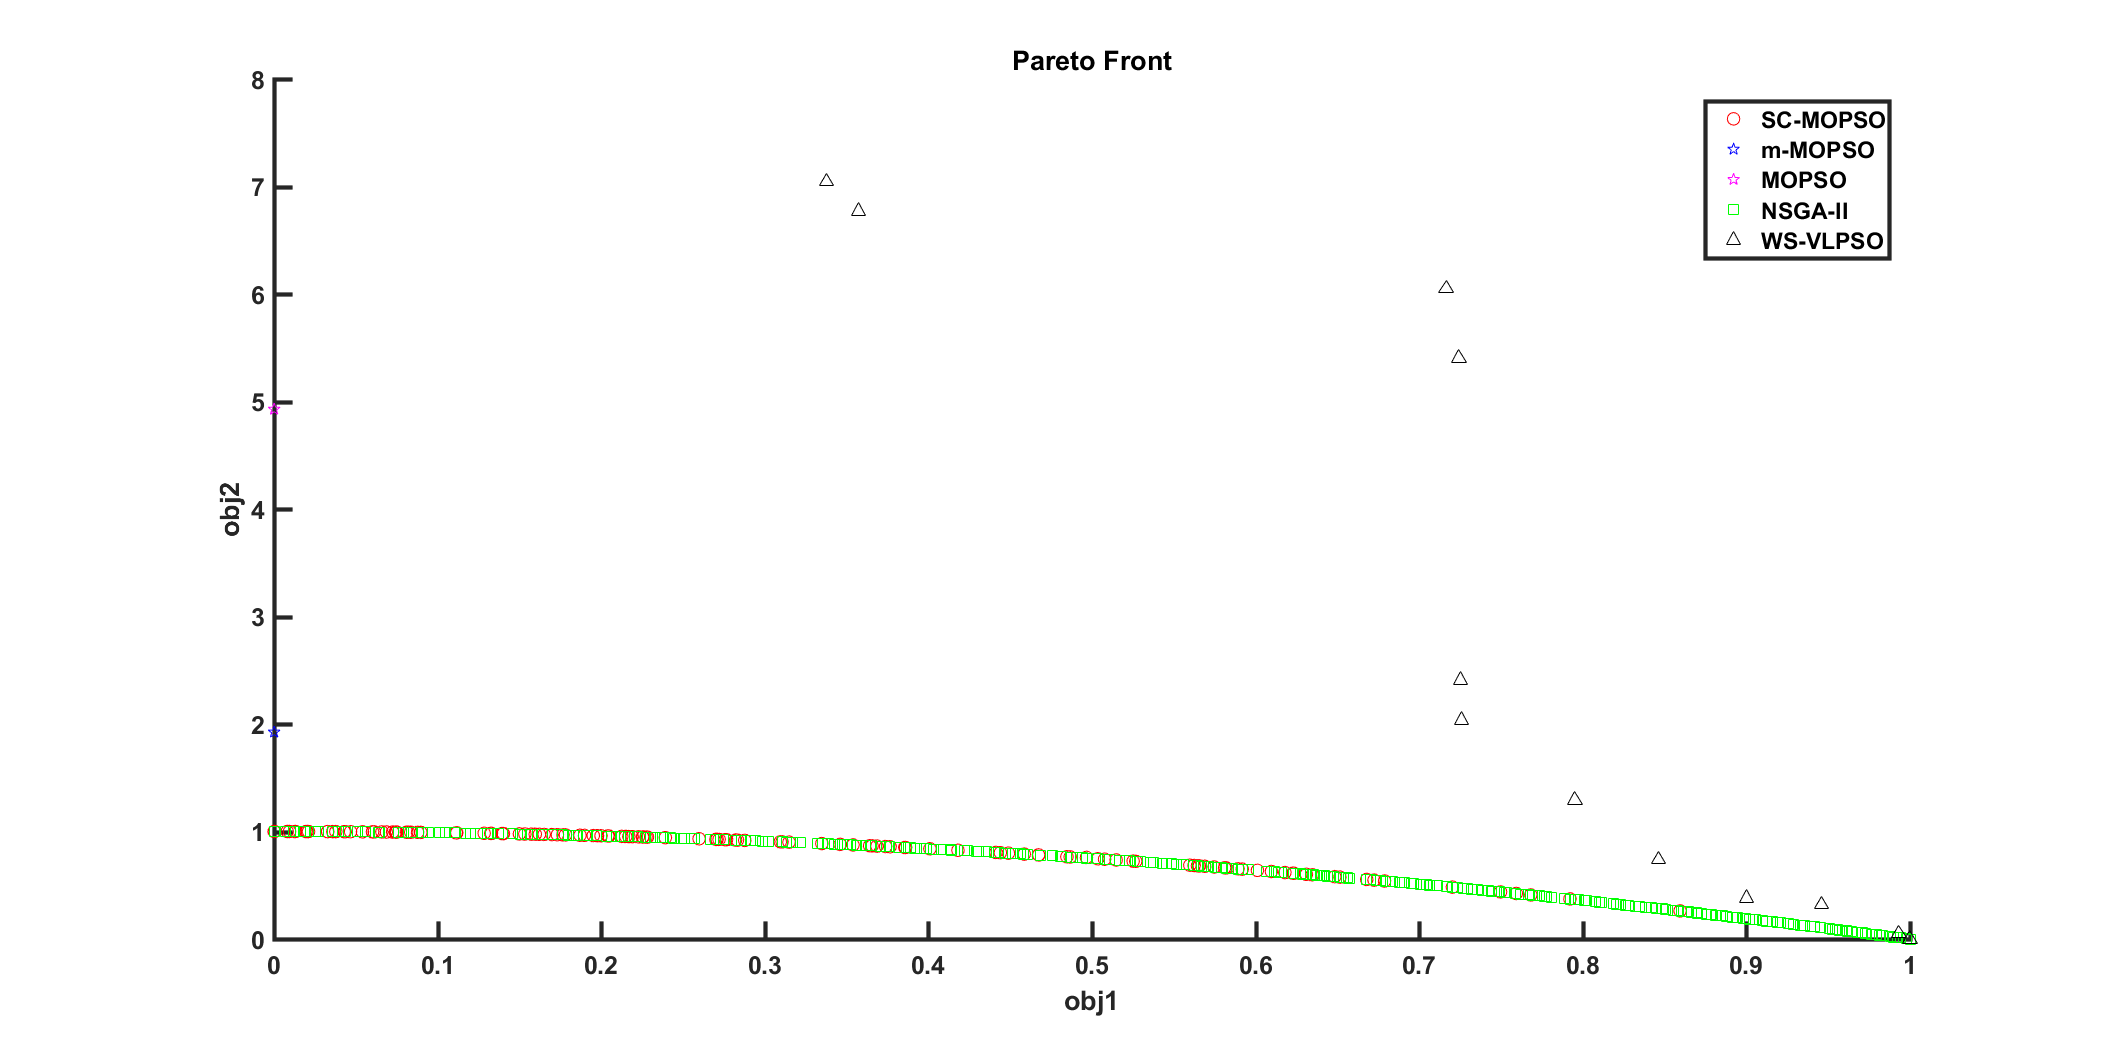 Pareto Front
SC-MOPSO
m-MOPSO
MOPSO
NSGA-II
WS-VLPSO
8
7
6
5
4
3
2
1
0
obj2
0 0.1 0.2 0.3 0.4 0.5 0.6 0.7 0.8 0.9 1
obj1